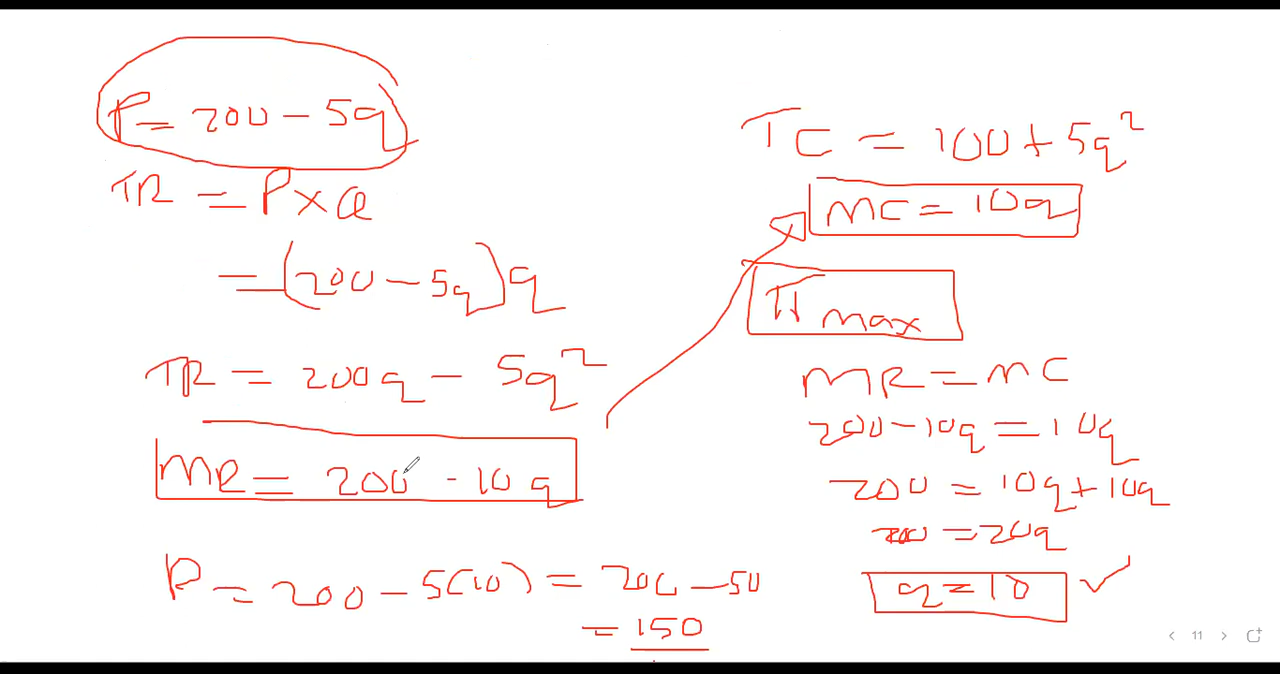 P = 200 - 5q
TR = P × Q
= (200 - 5q) q
TR = 200q - 5q²
MR = 200 - 10q
P = 200 - 5(10) = 200 - 50
= 150
TC = 100 + 5q²
MC = 10q
π max
MR = MC
200 - 10q = 10q
200 = 10q + 10q
200 = 20q
q = 10 ✓
< 11 >